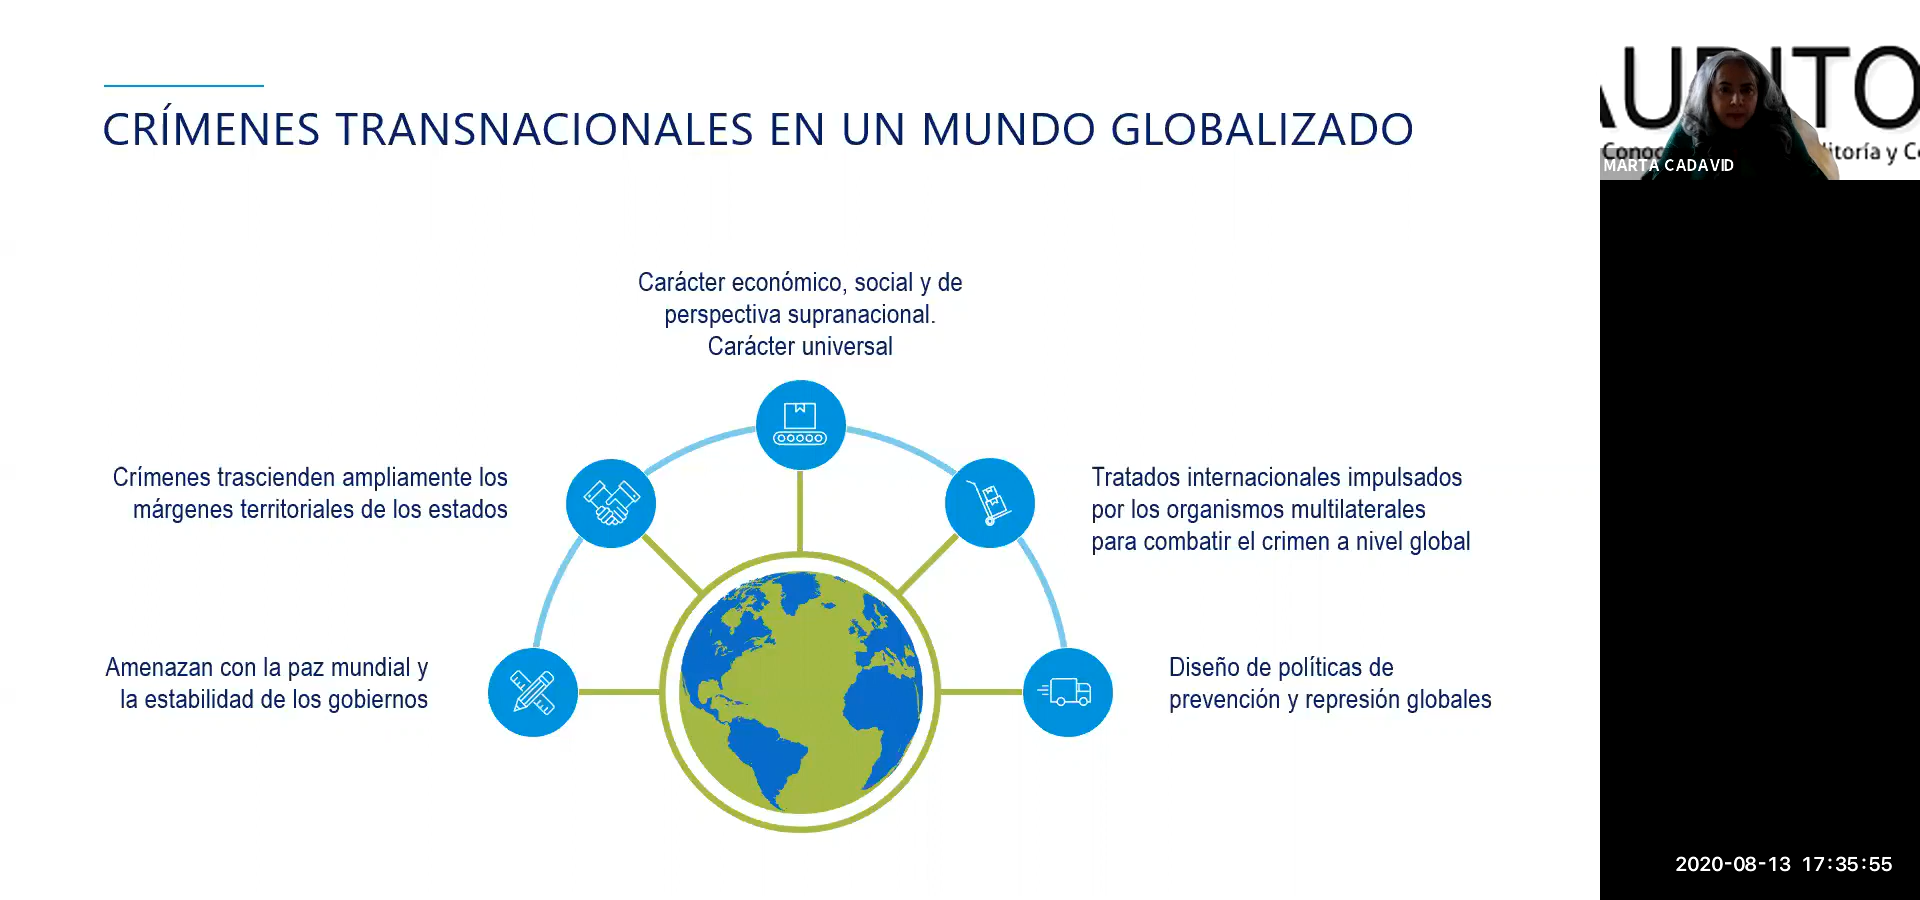 CRÍMENES TRANSNACIONALES EN UN MUNDO GLOBALIZADO
Carácter económico, social y de
perspectiva supranacional.
Carácter universal
Crímenes trascienden ampliamente los
márgenes territoriales de los estados
Tratados internacionales impulsados
por los organismos multilaterales
para combatir el crimen a nivel global
Amenazan con la paz mundial y
la estabilidad de los gobiernos
Diseño de políticas de
prevención y represión globales
MARTA CADAVID
2020-08-13 17:35:55